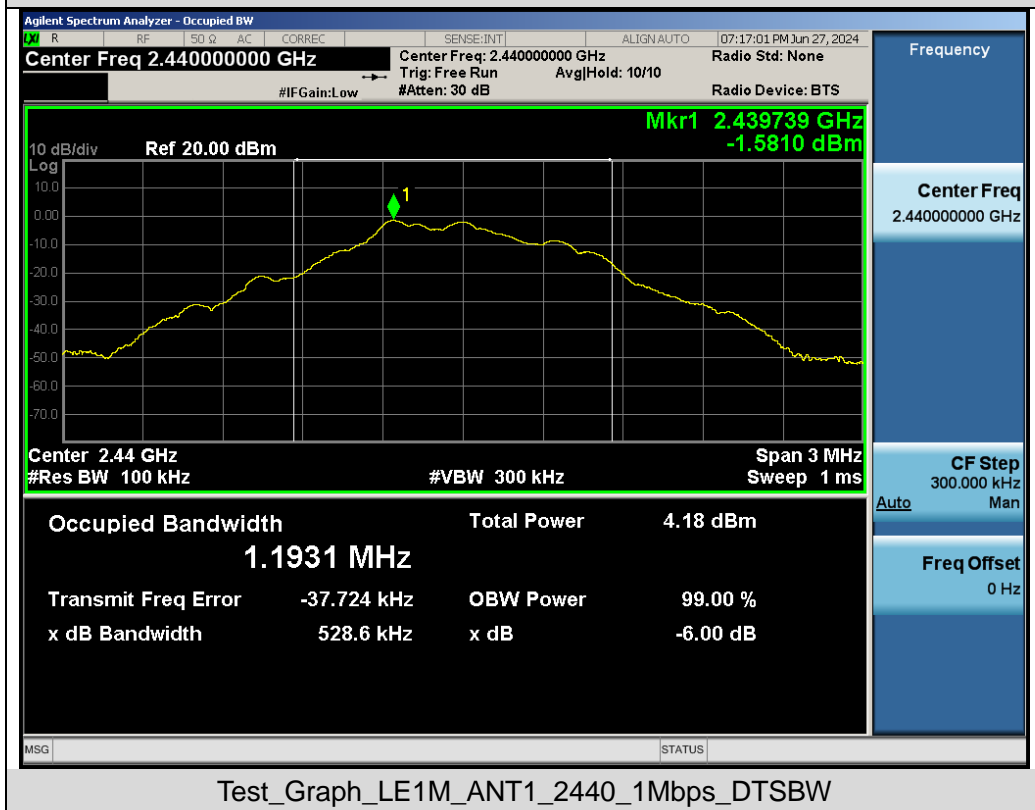 Agilent Spectrum Analyzer - Occupied BW
LXI R RF 50 Ω AC CORREC SENSE:INT ALIGN AUTO 07:17:01 PM Jun 27, 2024
Center Freq 2.440000000 GHz
Center Freq: 2.440000000 GHz
Radio Std: None
Trig: Free Run Avg|Hold: 10/10
#IFGain:Low #Atten: 30 dB
Radio Device: BTS
Frequency
Mkr1 2.439739 GHz
-1.5810 dBm
10 dB/div Ref 20.00 dBm
Log
10.0
0.00
-10.0
-20.0
-30.0
-40.0
-50.0
-60.0
-70.0
1
Center 2.44 GHz Span 3 MHz
#Res BW 100 kHz #VBW 300 kHz Sweep 1 ms
Center Freq
2.440000000 GHz
CF Step
300.000 kHz
Auto Man
Freq Offset
0 Hz
Occupied Bandwidth Total Power 4.18 dBm
1.1931 MHz
Transmit Freq Error -37.724 kHz OBW Power 99.00 %
x dB Bandwidth 528.6 kHz x dB -6.00 dB
MSG STATUS
Test_Graph_LE1M_ANT1_2440_1Mbps_DTSBW